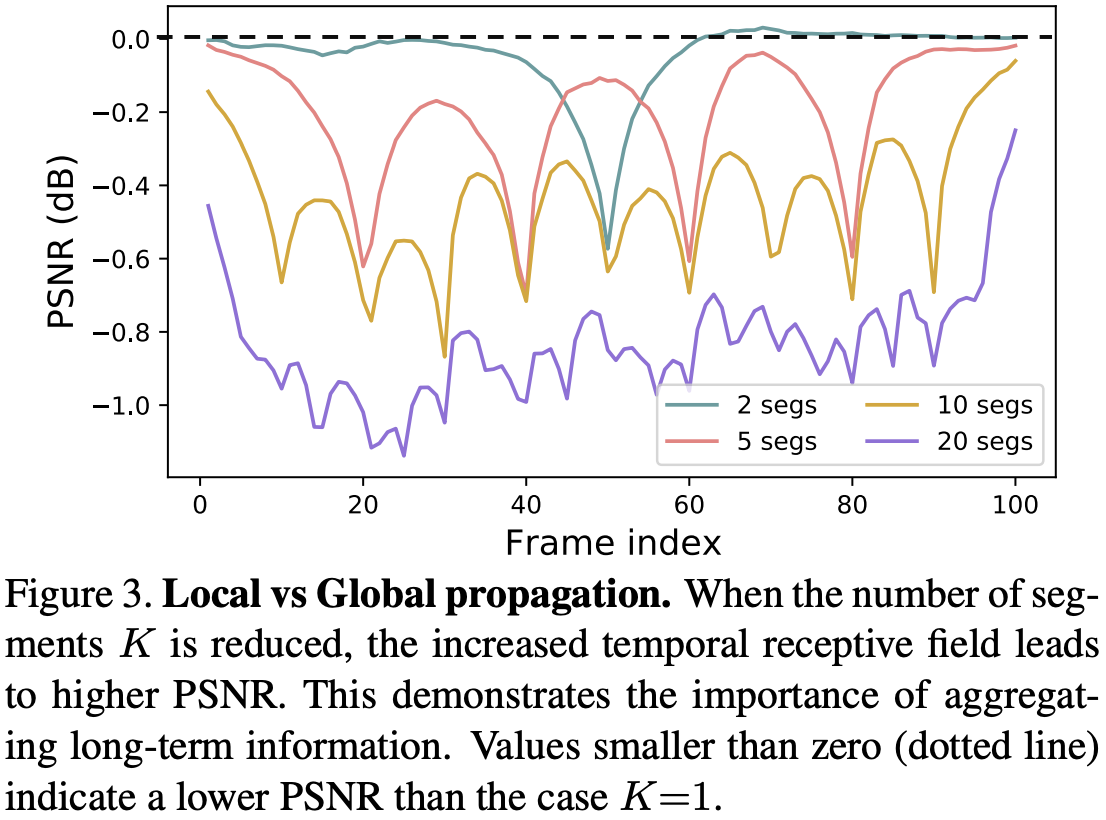 0.0
−0.2
−0.4
−0.6
−0.8
−1.0
PSNR (dB)
2 segs
5 segs
10 segs
20 segs
0 20 40 60 80 100
Frame index
Figure 3. Local vs Global propagation. When the number of seg-
ments K is reduced, the increased temporal receptive field leads
to higher PSNR. This demonstrates the importance of aggregat-
ing long-term information. Values smaller than zero (dotted line)
indicate a lower PSNR than the case K=1.